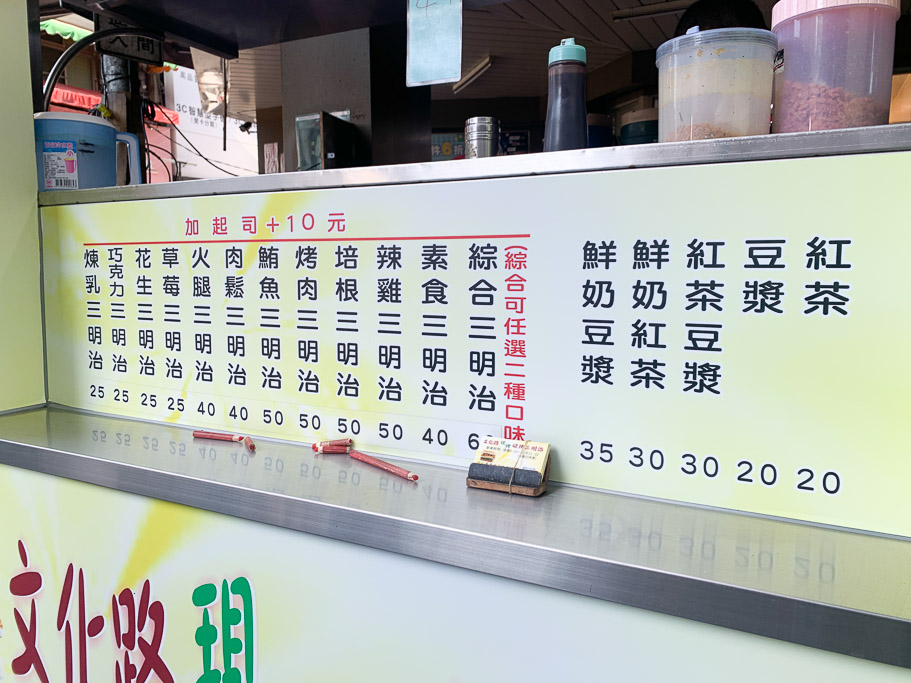 加起司+10元
煉乳三明治 25
巧克力三明治 25
花生三明治 25
草莓三明治 25
火腿三明治 40
肉鬆三明治 40
鮪魚三明治 50
烤肉三明治 50
培根三明治 50
辣雞三明治 50
素食三明治 40
綜合三明治 6
(綜合可任選二種口味
鮮奶豆漿 35
鮮奶紅茶 30
紅茶豆漿 30
豆漿 20
紅茶 20
文化路